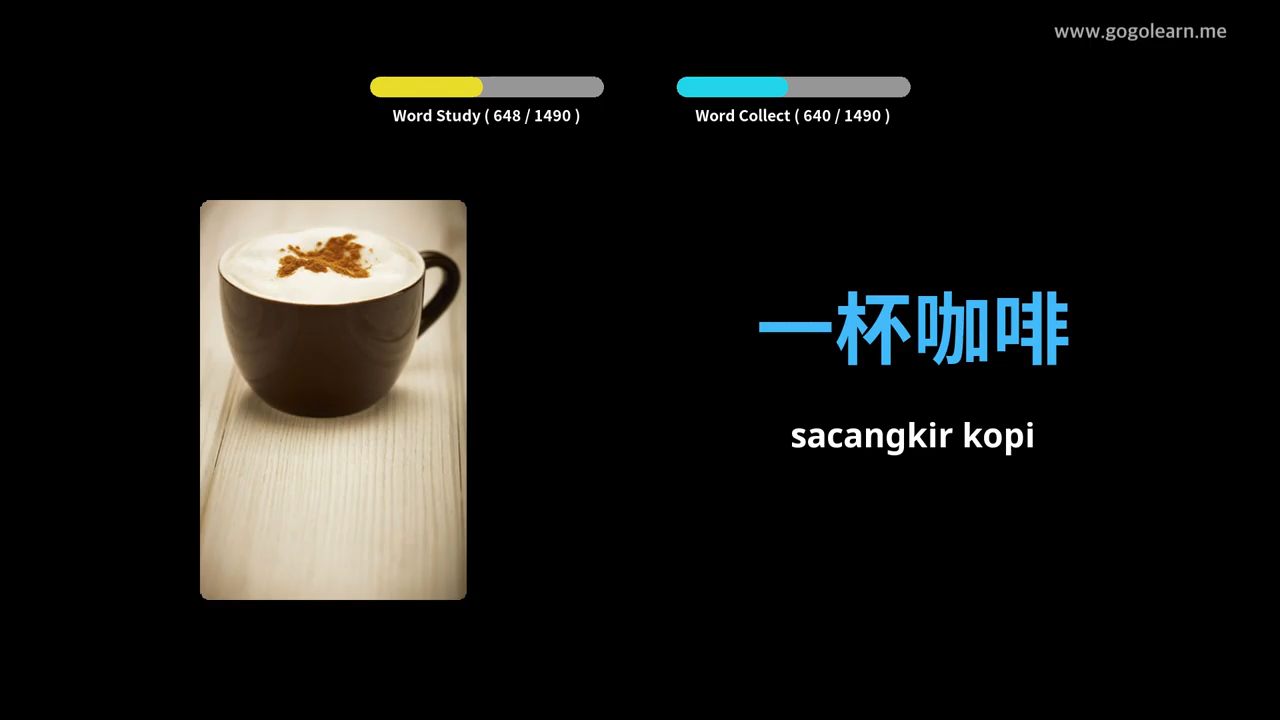 www.gogolearn.me
Word Study ( 648 / 1490 )
Word Collect ( 640 / 1490 )
一杯咖啡
sacangkir kopi